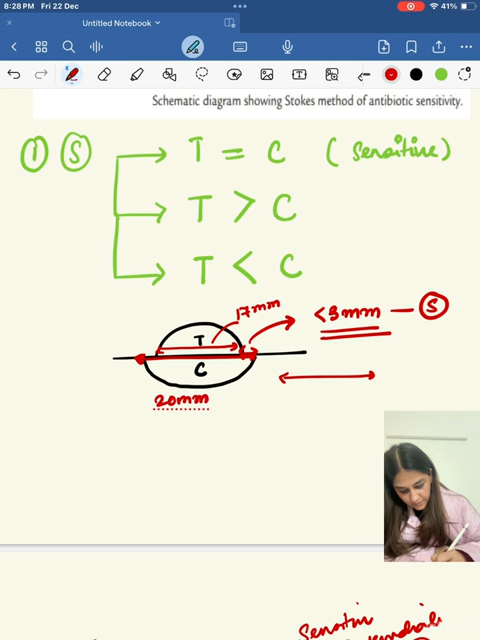 8:28 PM Fri 22 Dec
41%
Untitled Notebook
Schematic diagram showing Stokes method of antibiotic sensitivity.
① Ⓢ → T = C (Sensitive)
→ T > C
→ T < C
17mm
<3mm — Ⓢ
T
C
20mm